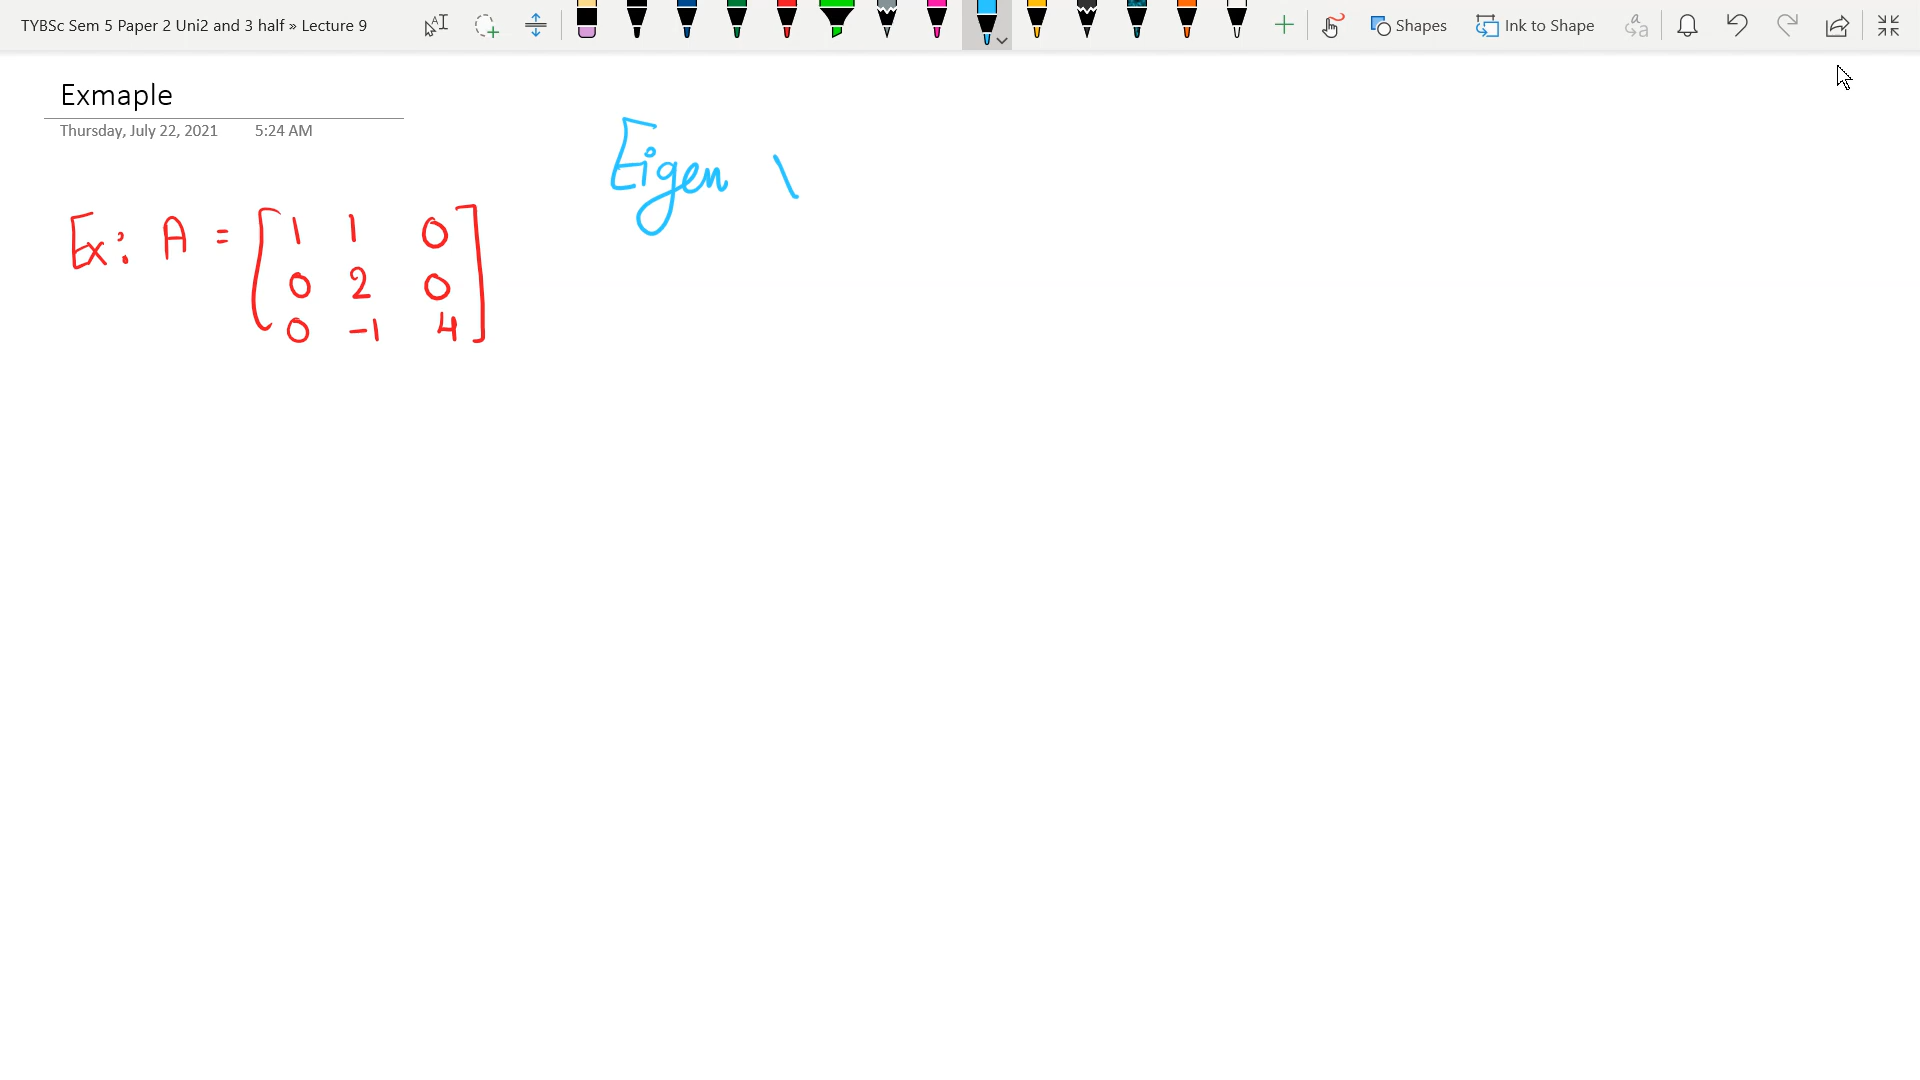 TYBSc Sem 5 Paper 2 Uni2 and 3 half » Lecture 9
Shapes
Ink to Shape
Exmaple
Thursday, July 22, 2021 5:24 AM
Eigen
Ex: A = [1 1 0
0 2 0
0 -1 4]